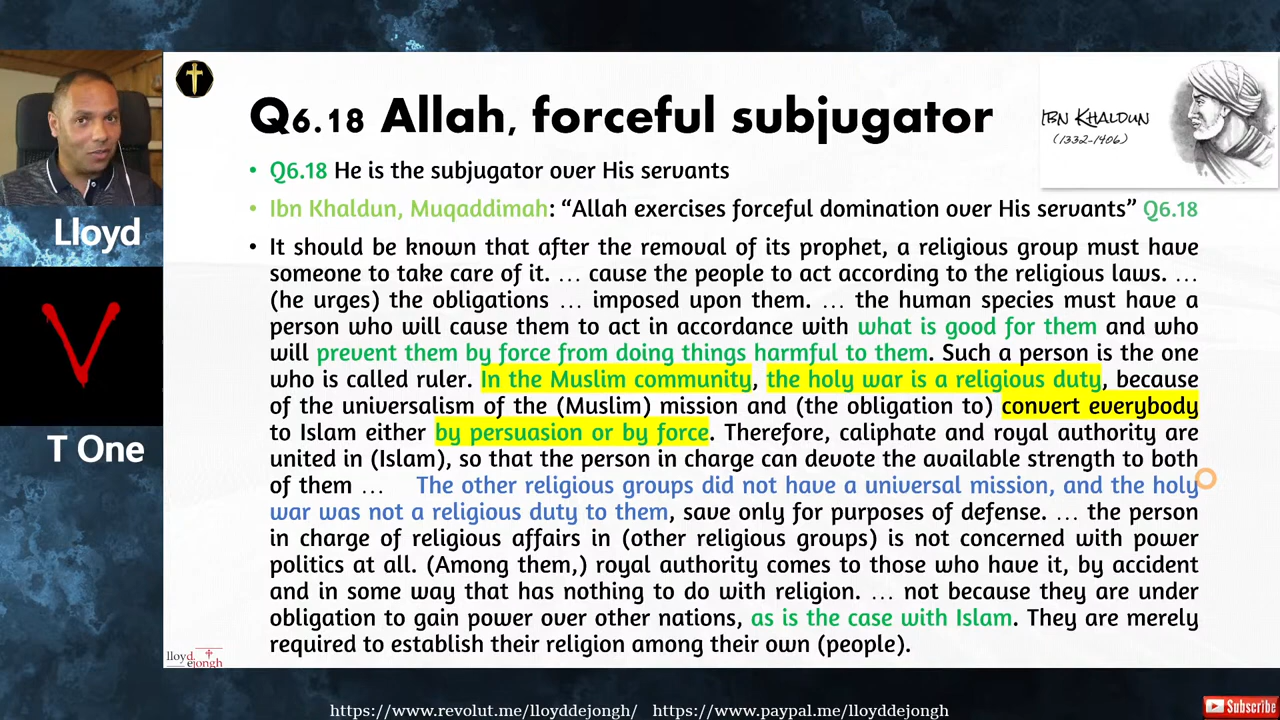 Q6.18 Allah, forceful subjugator
IBN KHALDUN
(1332-1406)
• Q6.18 He is the subjugator over His servants
• Ibn Khaldun, Muqaddimah: “Allah exercises forceful domination over His servants” Q6.18
• It should be known that after the removal of its prophet, a religious group must have
someone to take care of it. … cause the people to act according to the religious laws. …
(he urges) the obligations … imposed upon them. … the human species must have a
person who will cause them to act in accordance with what is good for them and who
will prevent them by force from doing things harmful to them. Such a person is the one
who is called ruler. In the Muslim community, the holy war is a religious duty, because
of the universalism of the (Muslim) mission and (the obligation to) convert everybody
to Islam either by persuasion or by force. Therefore, caliphate and royal authority are
united in (Islam), so that the person in charge can devote the available strength to both
of them … The other religious groups did not have a universal mission, and the holy
war was not a religious duty to them, save only for purposes of defense. … the person
in charge of religious affairs in (other religious groups) is not concerned with power
politics at all. (Among them,) royal authority comes to those who have it, by accident
and in some way that has nothing to do with religion. … not because they are under
obligation to gain power over other nations, as is the case with Islam. They are merely
required to establish their religion among their own (people).
Lloyd
V
T One
lloyd
dejongh
https://www.revolut.me/lloyddejongh/ https://www.paypal.me/lloyddejongh
Subscribe